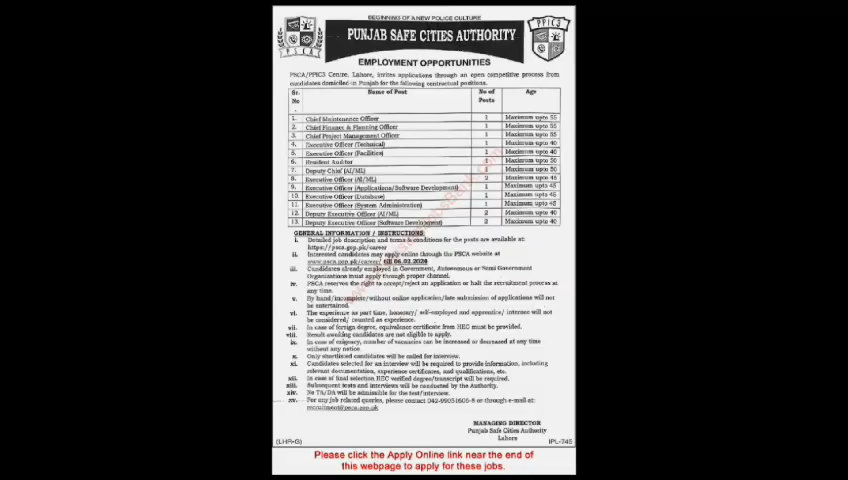 BEGINNING OF A NEW POLICE CULTURE
PSCA
PUNJAB SAFE CITIES AUTHORITY
PPIC3
EMPLOYMENT OPPORTUNITIES
PSCA/PPIC3 Centre, Lahore, invites applications through an open competitive process from
candidates domiciled in Punjab for the following contractual positions.
Sr. No. Name of Post No of Posts Age
1. Chief Maintenance Officer 1 Maximum upto 55
2. Chief Finance & Planning Officer 1 Maximum upto 55
3. Chief Project Management Officer 1 Maximum upto 55
4. Executive Officer (Technical) 1 Maximum upto 40
5. Executive Officer (Facilities) 1 Maximum upto 40
6. Resident Auditor 1 Maximum upto 50
7. Deputy Chief (AI/ML) 1 Maximum upto 50
8. Executive Officer (AI/ML) 2 Maximum upto 45
9. Executive Officer (Applications/Software Development) 1 Maximum upto 45
10. Executive Officer (Database) 1 Maximum upto 45
11. Executive Officer (System Administration) 1 Maximum upto 45
12. Deputy Executive Officer (AI/ML) 2 Maximum upto 40
13. Deputy Executive Officer (Software Development) 2 Maximum upto 40
GENERAL INFORMATION / INSTRUCTIONS
i. Detailed job description and terms & conditions for the posts are available at:
https://psca.gop.pk/career
ii. Interested candidates may apply online through the PSCA website at
www.psca.gop.pk/career/ till 06.02.2024
iii. Candidates already employed in Government, Autonomous or Semi Government
Organizations must apply through proper channel.
iv. PSCA reserves the right to accept/reject an application or halt the recruitment process at
any time.
v. By hand/incomplete/without online application/late submission of applications will not
be entertained.
vi. The experience as part time, honorary/ self-employed and apprentice/ internee will not
be considered/ counted as experience.
vii. In case of foreign degree, equivalence certificate from HEC must be provided.
viii. Result awaiting candidates are not eligible to apply.
ix. In case of exigency, number of vacancies can be increased or decreased at any time
without any notice.
x. Only shortlisted candidates will be called for interview.
xi. Candidates selected for an interview will be required to provide information, including
relevant documentation, experience certificates, and qualifications, etc.
xii. In case of final selection HEC verified degree/transcript will be required.
xiii. Subsequent tests and interviews will be conducted by the Authority.
xiv. No TA/DA will be admissible for the test/interview.
xv. For any job related queries, please contact 042-99051606-8 or through e-mail at:
recruitment@psca.gop.pk
MANAGING DIRECTOR
Punjab Safe Cities Authority
Lahore
(LHR-G) IPL-745
Please click the Apply Online link near the end of
this webpage to apply for these jobs.